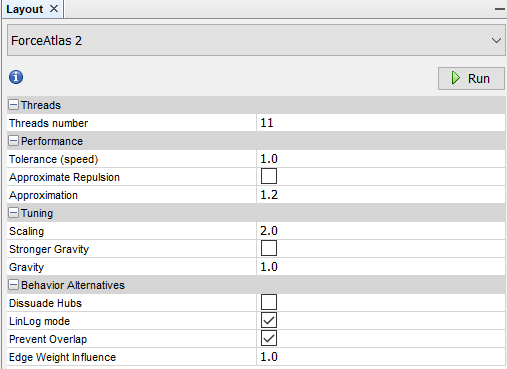 Layout
ForceAtlas 2
Run
Threads
Threads number 11
Performance
Tolerance (speed) 1.0
Approximate Repulsion
Approximation 1.2
Tuning
Scaling 2.0
Stronger Gravity
Gravity 1.0
Behavior Alternatives
Dissuade Hubs
LinLog mode
Prevent Overlap
Edge Weight Influence 1.0